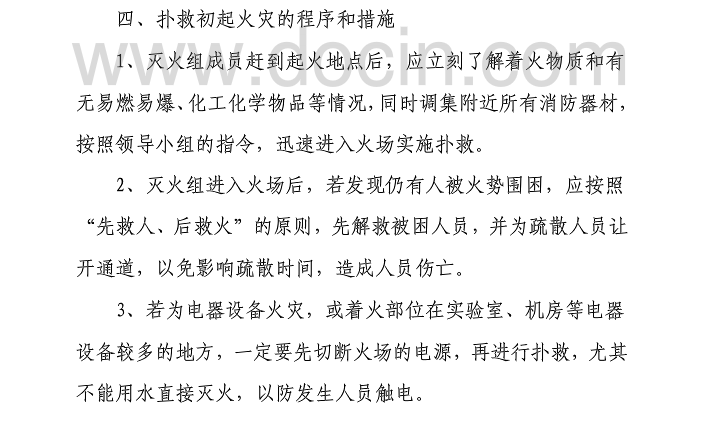 四、扑救初起火灾的程序和措施
www.docin.com
1、灭火组成员赶到起火地点后，应立刻了解着火物质和有
无易燃易爆、化工化学物品等情况，同时调集附近所有消防器材，
按照领导小组的指令，迅速进入火场实施扑救。
2、灭火组进入火场后，若发现仍有人被火势围困，应按照
“先救人、后救火”的原则，先解救被困人员，并为疏散人员让
开通道，以免影响疏散时间，造成人员伤亡。
3、若为电器设备火灾，或着火部位在实验室、机房等电器
设备较多的地方，一定要先切断火场的电源，再进行扑救，尤其
不能用水直接灭火，以防发生人员触电。